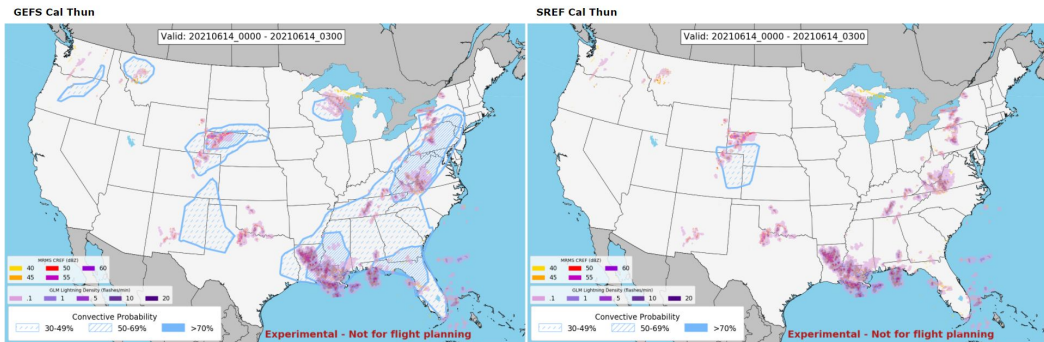 GEFS Cal Thun
Valid: 20210614_0000 - 20210614_0300
MRMS CREF (dBZ)
40 50 60
45 55
GLM Lightning Density (flashes/min)
.1 1 5 10 20
Convective Probability
30-49% 50-69% >70%
Experimental - Not for flight planning
SREF Cal Thun
Valid: 20210614_0000 - 20210614_0300
MRMS CREF (dBZ)
40 50 60
45 55
GLM Lightning Density (flashes/min)
.1 1 5 10 20
Convective Probability
30-49% 50-69% >70%
Experimental - Not for flight planning